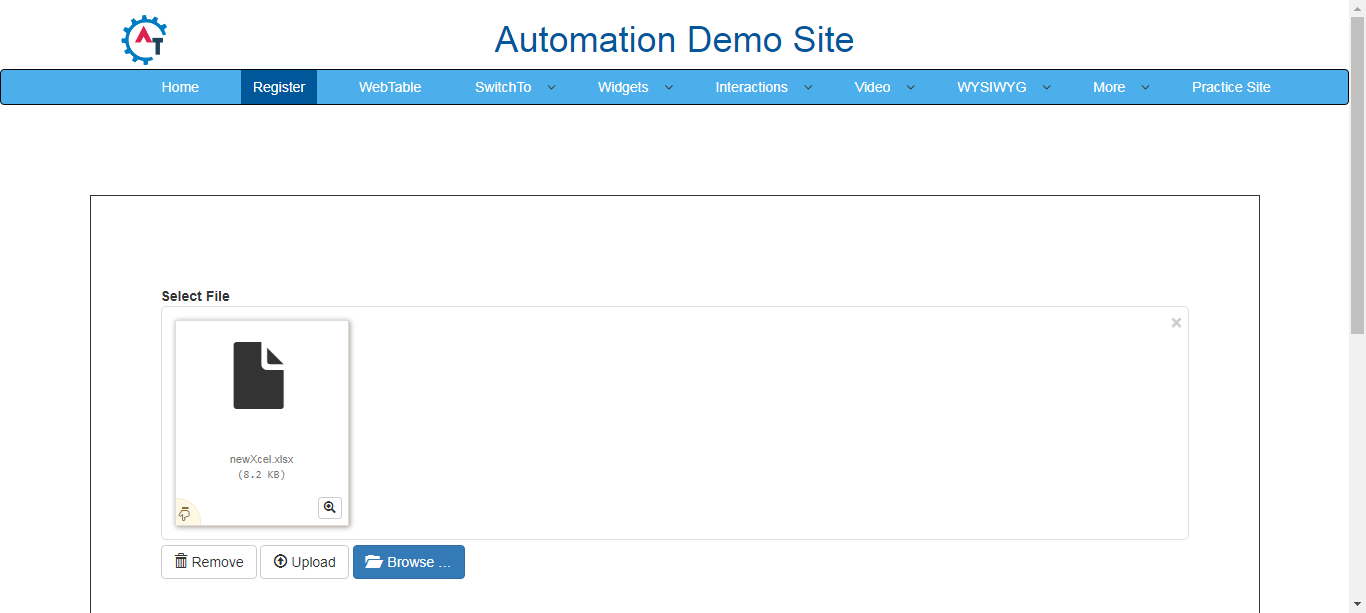 AT
Automation Demo Site
Home Register WebTable SwitchTo Widgets Interactions Video WYSIWYG More Practice Site
Select File
×
newXcel.xlsx
(8.2 KB)
Remove Upload Browse ...